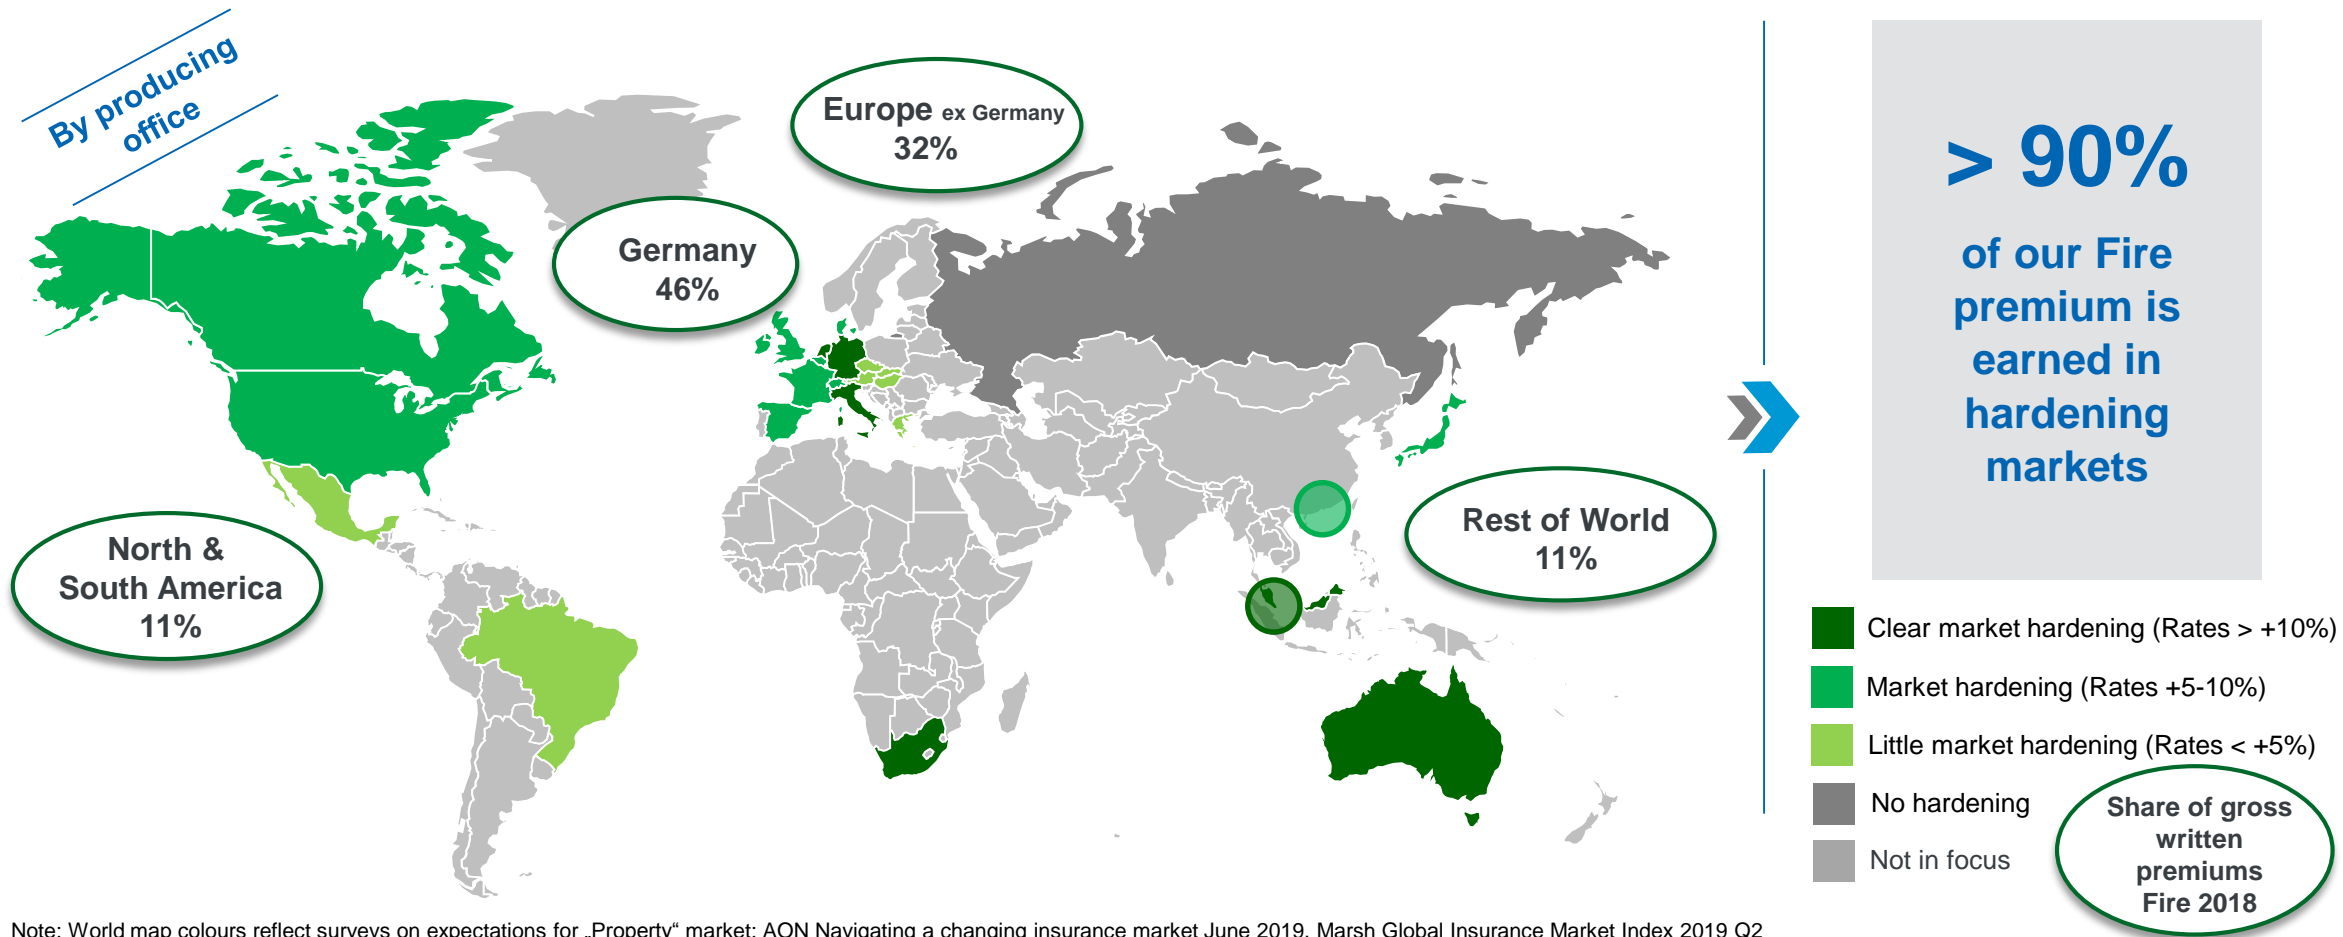 By producing
office
Europe ex Germany
32%
Germany
46%
North &
South America
11%
Rest of World
11%
> 90%
of our Fire
premium is
earned in
hardening
markets
Clear market hardening (Rates > +10%)
Market hardening (Rates +5-10%)
Little market hardening (Rates < +5%)
No hardening
Not in focus
Share of gross
written
premiums
Fire 2018
Note: World map colours reflect surveys on expectations for „Property“ market: AON Navigating a changing insurance market June 2019, Marsh Global Insurance Market Index 2019 Q2